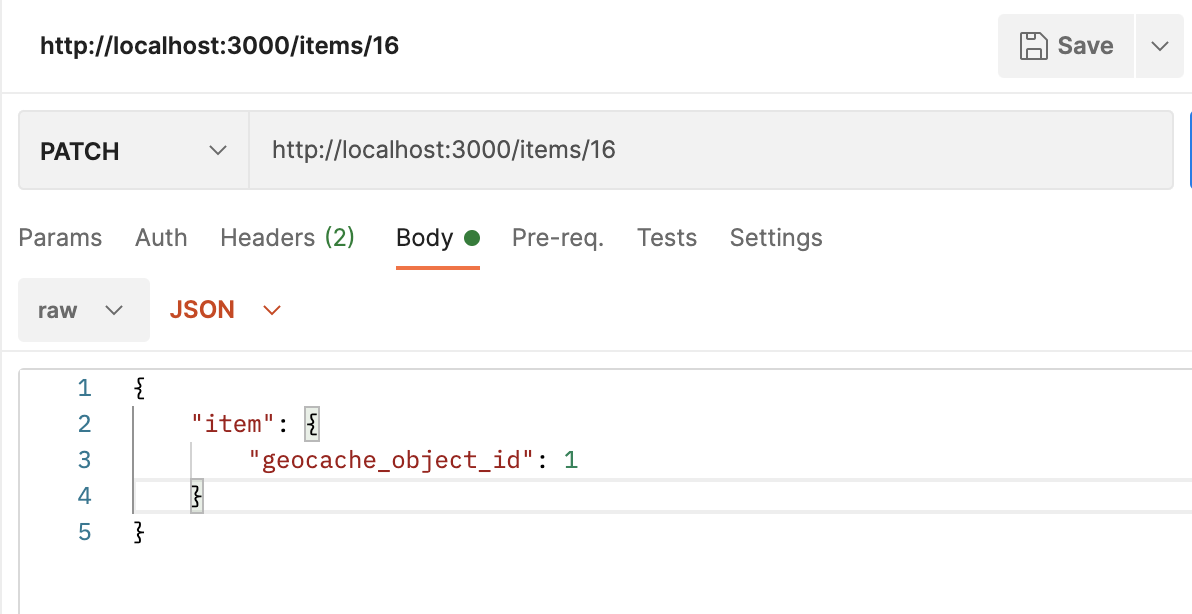 http://localhost:3000/items/16
Save
PATCH
http://localhost:3000/items/16
Params Auth Headers (2) Body Pre-req. Tests Settings
raw JSON
1 {
2 "item": {
3 "geocache_object_id": 1
4 }
5 }